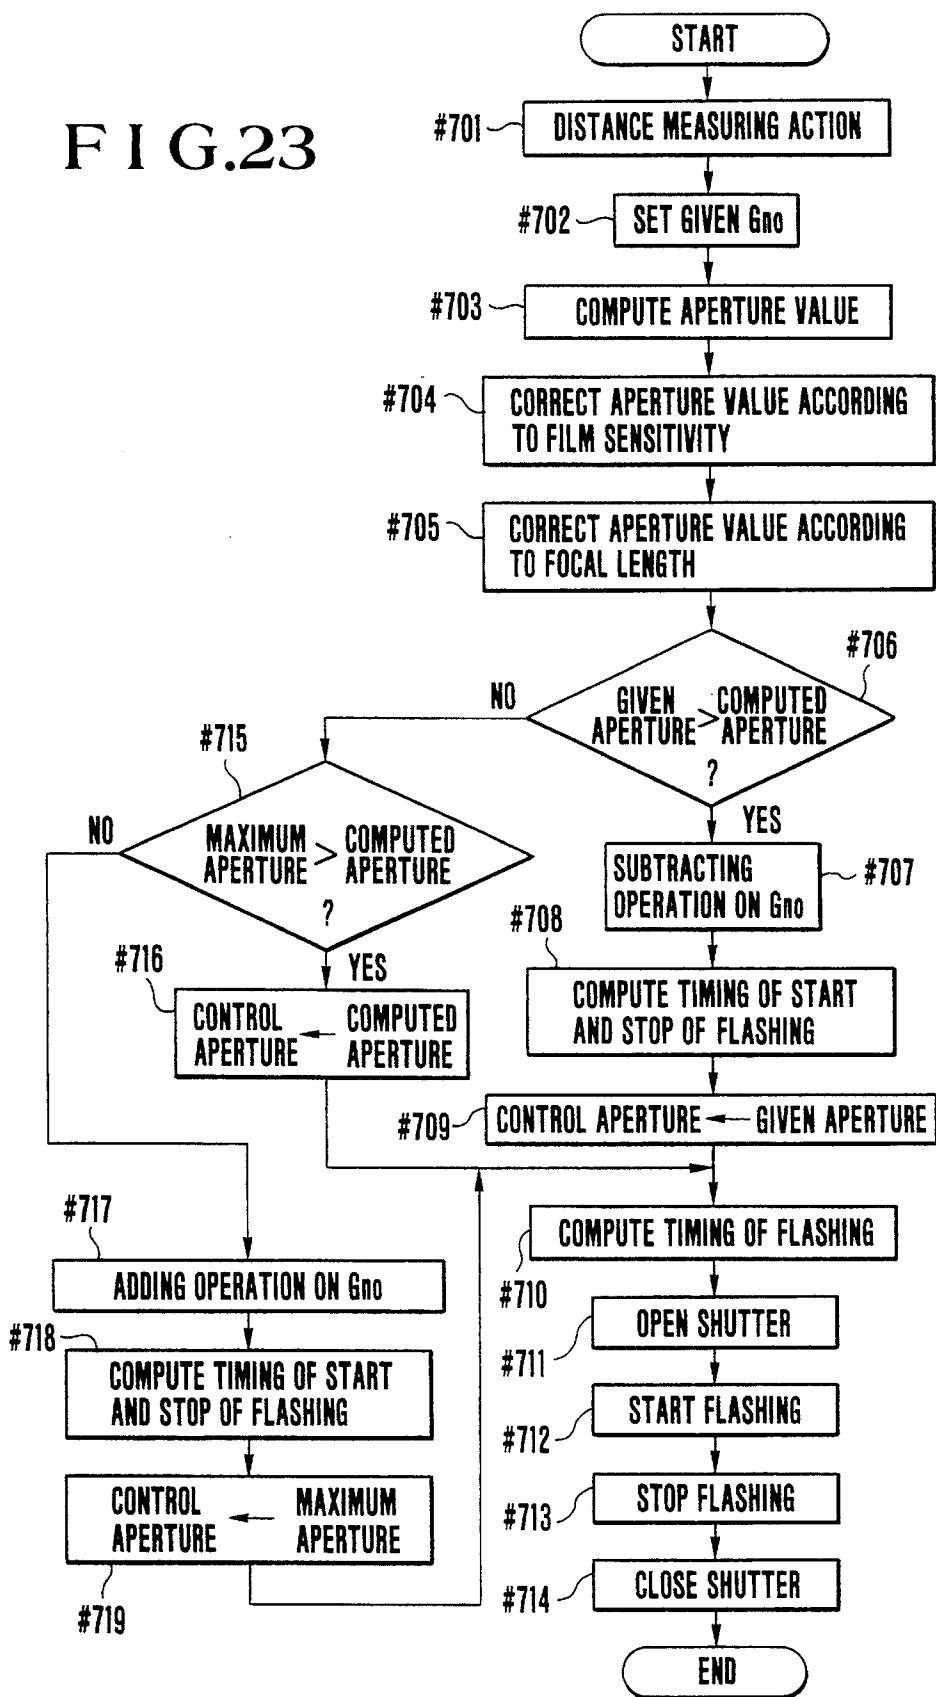 FIG.23
START
#701
DISTANCE MEASURING ACTION
#702
SET GIVEN Gno
#703
COMPUTE APERTURE VALUE
#704
CORRECT APERTURE VALUE ACCORDING
TO FILM SENSITIVITY
#705
CORRECT APERTURE VALUE ACCORDING
TO FOCAL LENGTH
#706
GIVEN APERTURE > COMPUTED APERTURE
?
NO
YES
#707
SUBTRACTING
OPERATION ON Gno
#708
COMPUTE TIMING OF START
AND STOP OF FLASHING
#709
CONTROL APERTURE ← GIVEN APERTURE
#715
MAXIMUM APERTURE > COMPUTED APERTURE
?
NO
YES
#716
CONTROL APERTURE ← COMPUTED APERTURE
#717
ADDING OPERATION ON Gno
#718
COMPUTE TIMING OF START
AND STOP OF FLASHING
CONTROL APERTURE ← MAXIMUM APERTURE
#719
COMPUTE TIMING OF FLASHING
#710
OPEN SHUTTER
#711
START FLASHING
#712
STOP FLASHING
#713
CLOSE SHUTTER
#714
END